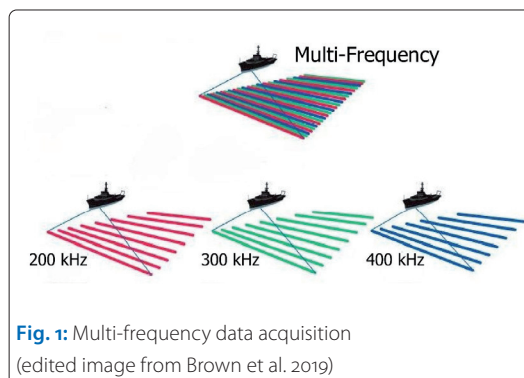 Multi-Frequency
200 kHz
300 kHz
400 kHz
Fig. 1: Multi-frequency data acquisition
(edited image from Brown et al. 2019)